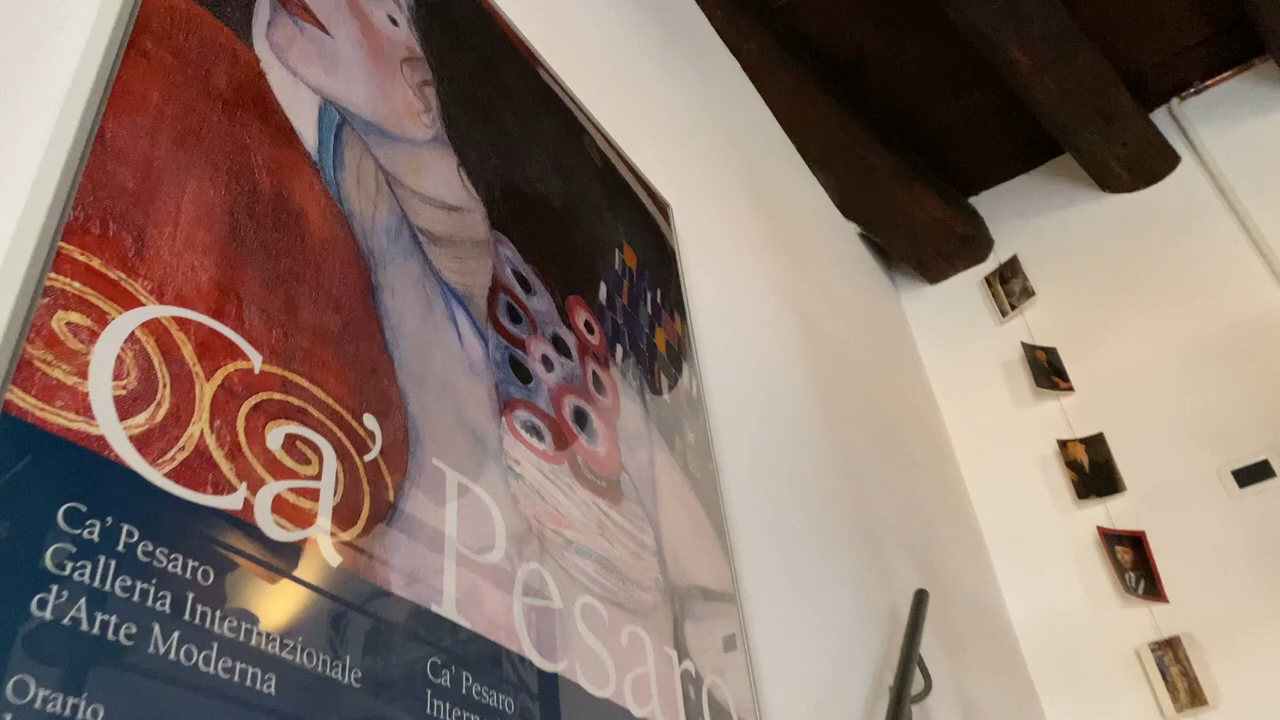 Ca' Pesaro
Ca' Pesaro
Galleria Internazionale
d'Arte Moderna
Orario
Ca' Pesaro